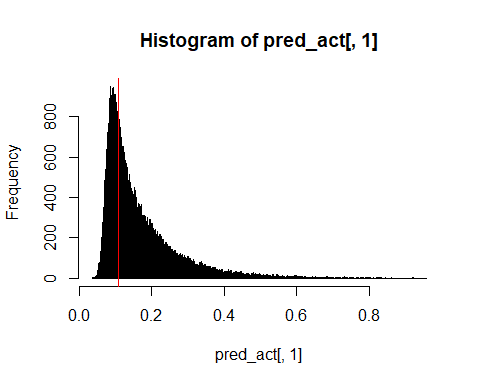 Histogram of pred_act[, 1]
Frequency
800
600
400
200
0
0.0 0.2 0.4 0.6 0.8
pred_act[, 1]